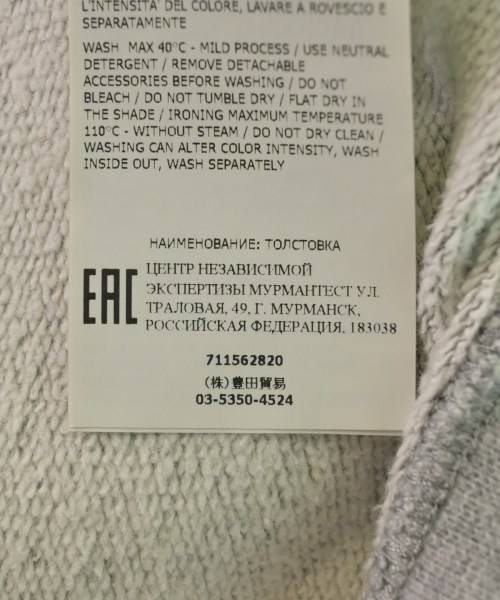 L'INTENSITA' DEL COLORE, LAVARE A ROVESCIO E
SEPARATAMENTE
WASH MAX 40°C - MILD PROCESS / USE NEUTRAL
DETERGENT / REMOVE DETACHABLE
ACCESSORIES BEFORE WASHING / DO NOT
BLEACH / DO NOT TUMBLE DRY / FLAT DRY IN
THE SHADE / IRONING MAXIMUM TEMPERATURE
110°C - WITHOUT STEAM / DO NOT DRY CLEAN /
WASHING CAN ALTER COLOR INTENSITY, WASH
INSIDE OUT, WASH SEPARATELY
НАИМЕНОВАНИЕ: ТОЛСТОВКА
EAC
ЦЕНТР НЕЗАВИСИМОЙ
ЭКСПЕРТИЗЫ МУРМАНТЕСТ УЛ.
ТРАЛОВАЯ, 49, Г. МУРМАНСК,
РОССИЙСКАЯ ФЕДЕРАЦИЯ, 183038
711562820
(株)豊田貿易
03-5350-4524